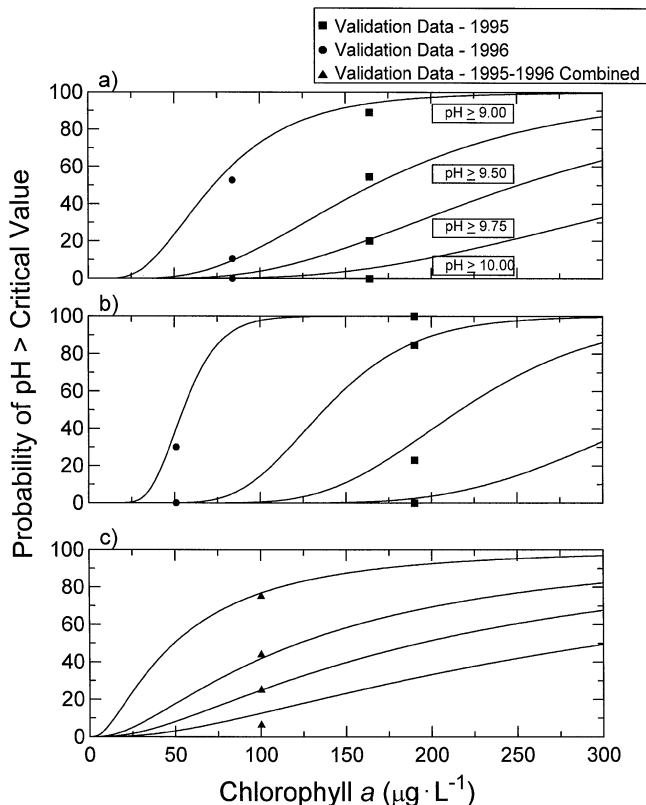 Validation Data - 1995
Validation Data - 1996
Validation Data - 1995-1996 Combined
a)
100
80
60
40
20
0
pH ≥ 9.00
pH ≥ 9.50
pH ≥ 9.75
pH ≥ 10.00
b)
100
80
60
40
20
0
c)
100
80
60
40
20
0
0 50 100 150 200 250 300
Probability of pH > Critical Value
Chlorophyll a (μg·L⁻¹)